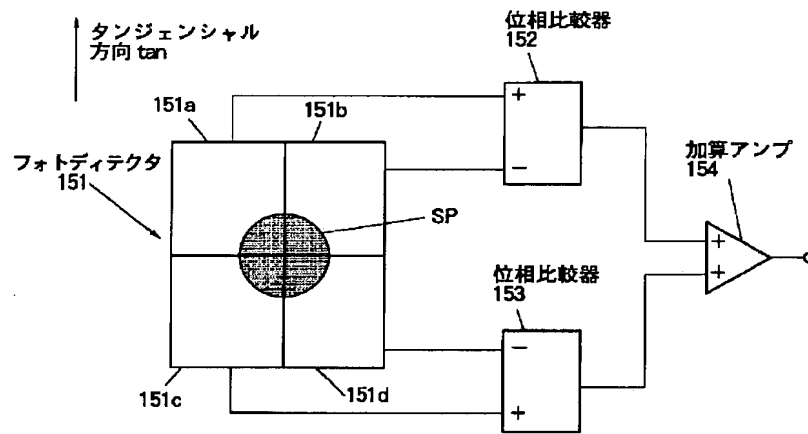 タンジェンシャル
方向 tan
位相比較器
152
151a
151b
フォトディテクタ
151
加算アンプ
154
SP
+
−
+
+
位相比較器
153
−
+
151c
151d